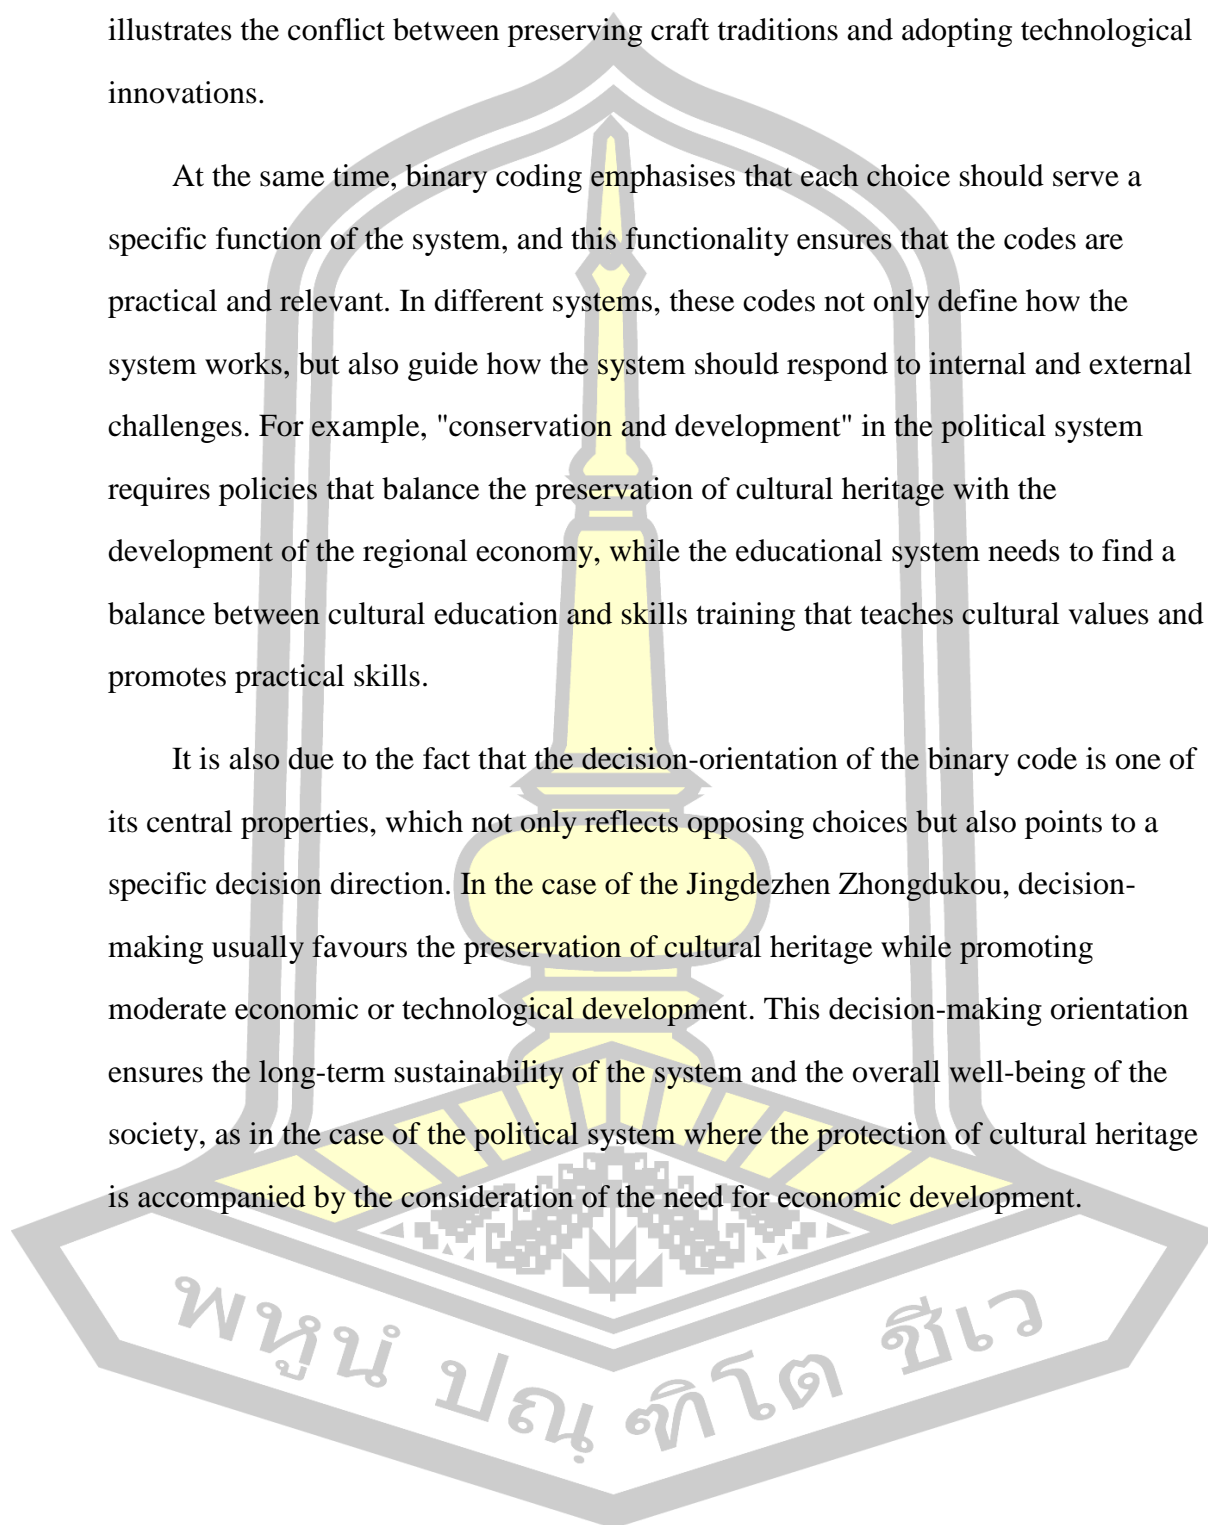 illustrates the conflict between preserving craft traditions and adopting technological
innovations.
At the same time, binary coding emphasises that each choice should serve a
specific function of the system, and this functionality ensures that the codes are
practical and relevant. In different systems, these codes not only define how the
system works, but also guide how the system should respond to internal and external
challenges. For example, "conservation and development" in the political system
requires policies that balance the preservation of cultural heritage with the
development of the regional economy, while the educational system needs to find a
balance between cultural education and skills training that teaches cultural values and
promotes practical skills.
It is also due to the fact that the decision-orientation of the binary code is one of
its central properties, which not only reflects opposing choices but also points to a
specific decision direction. In the case of the Jingdezhen Zhongdukou, decision-
making usually favours the preservation of cultural heritage while promoting
moderate economic or technological development. This decision-making orientation
ensures the long-term sustainability of the system and the overall well-being of the
society, as in the case of the political system where the protection of cultural heritage
is accompanied by the consideration of the need for economic development.
พหูนํ ปณฺ ฑิโต ชีเว